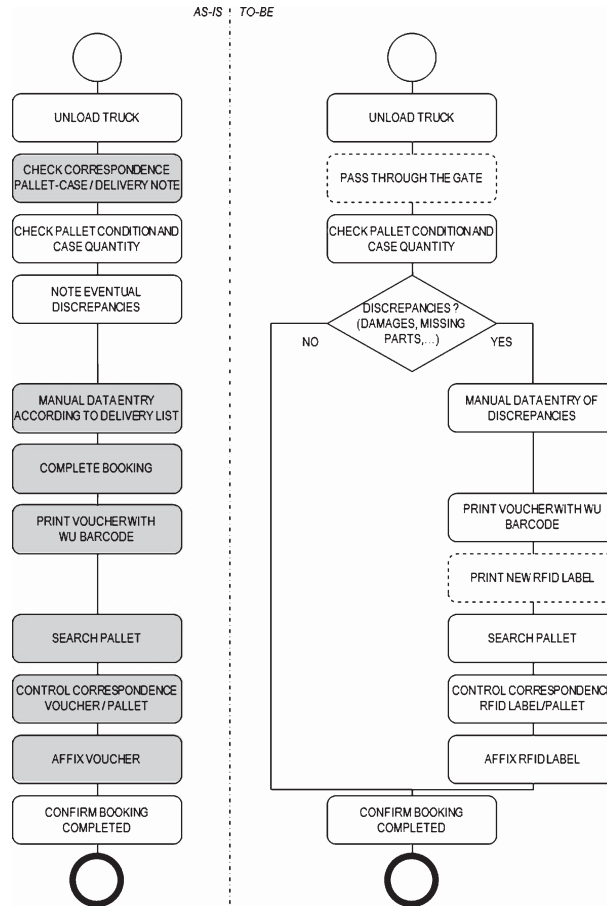 AS-IS
TO-BE
UNLOAD TRUCK
CHECK CORRESPONDENCE
PALLET-CASE / DELIVERY NOTE
CHECK PALLET CONDITION AND
CASE QUANTITY
NOTE EVENTUAL
DISCREPANCIES
MANUAL DATA ENTRY
ACCORDING TO DELIVERY LIST
COMPLETE BOOKING
PRINT VOUCHER WITH
WU BARCODE
SEARCH PALLET
CONTROL CORRESPONDENCE
VOUCHER / PALLET
AFFIX VOUCHER
CONFIRM BOOKING
COMPLETED
UNLOAD TRUCK
PASS THROUGH THE GATE
CHECK PALLET CONDITION AND
CASE QUANTITY
DISCREPANCIES ?
(DAMAGES, MISSING
PARTS,...)
NO
YES
MANUAL DATA ENTRY OF
DISCREPANCIES
PRINT VOUCHER WITH WU
BARCODE
PRINT NEW RFID LABEL
SEARCH PALLET
CONTROL CORRESPONDENCE
RFID LABEL/PALLET
AFFIX RFID LABEL
CONFIRM BOOKING
COMPLETED